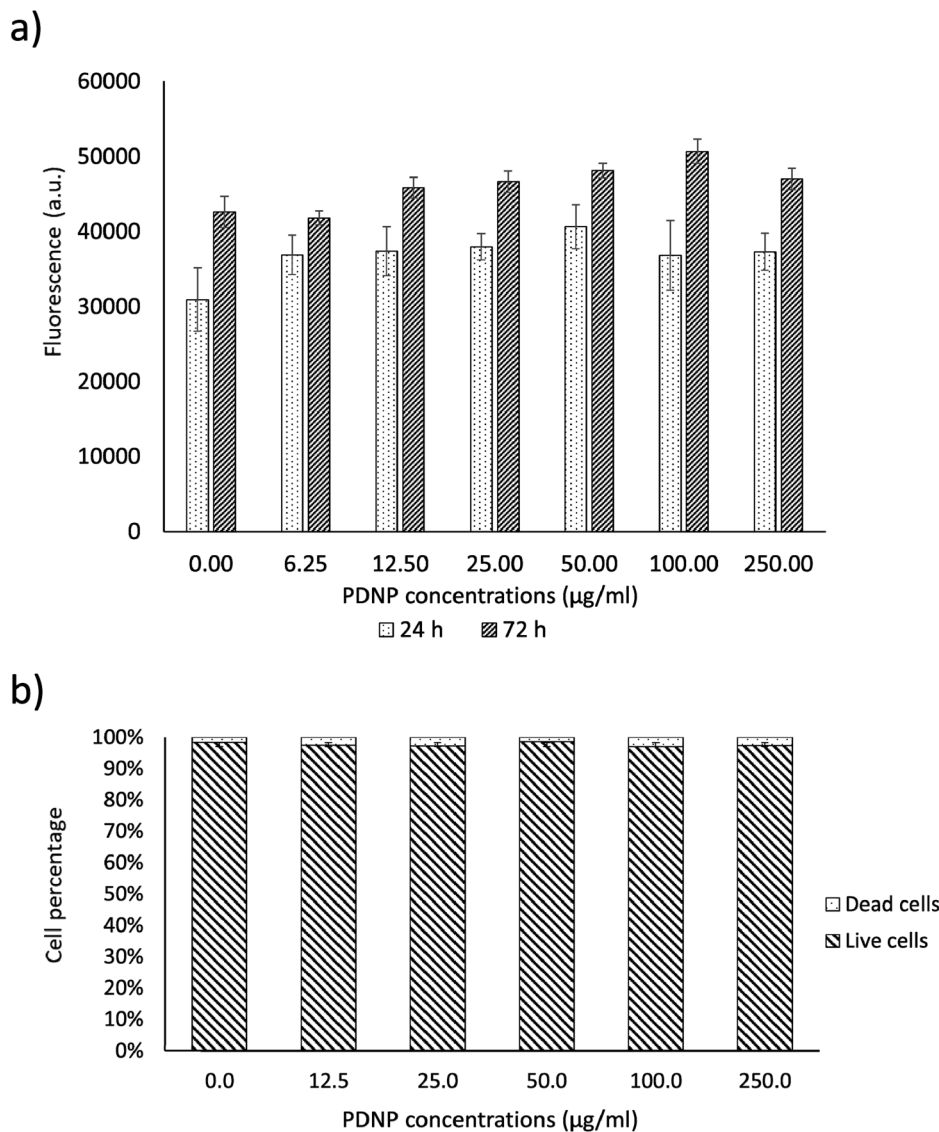 a)
60000
50000
40000
30000
20000
10000
0
Fluorescence (a.u.)
0.00 6.25 12.50 25.00 50.00 100.00 250.00
PDNP concentrations (µg/ml)
24 h 72 h
b)
100%
90%
80%
70%
60%
50%
40%
30%
20%
10%
0%
Cell percentage
Dead cells
Live cells
0.0 12.5 25.0 50.0 100.0 250.0
PDNP concentrations (µg/ml)